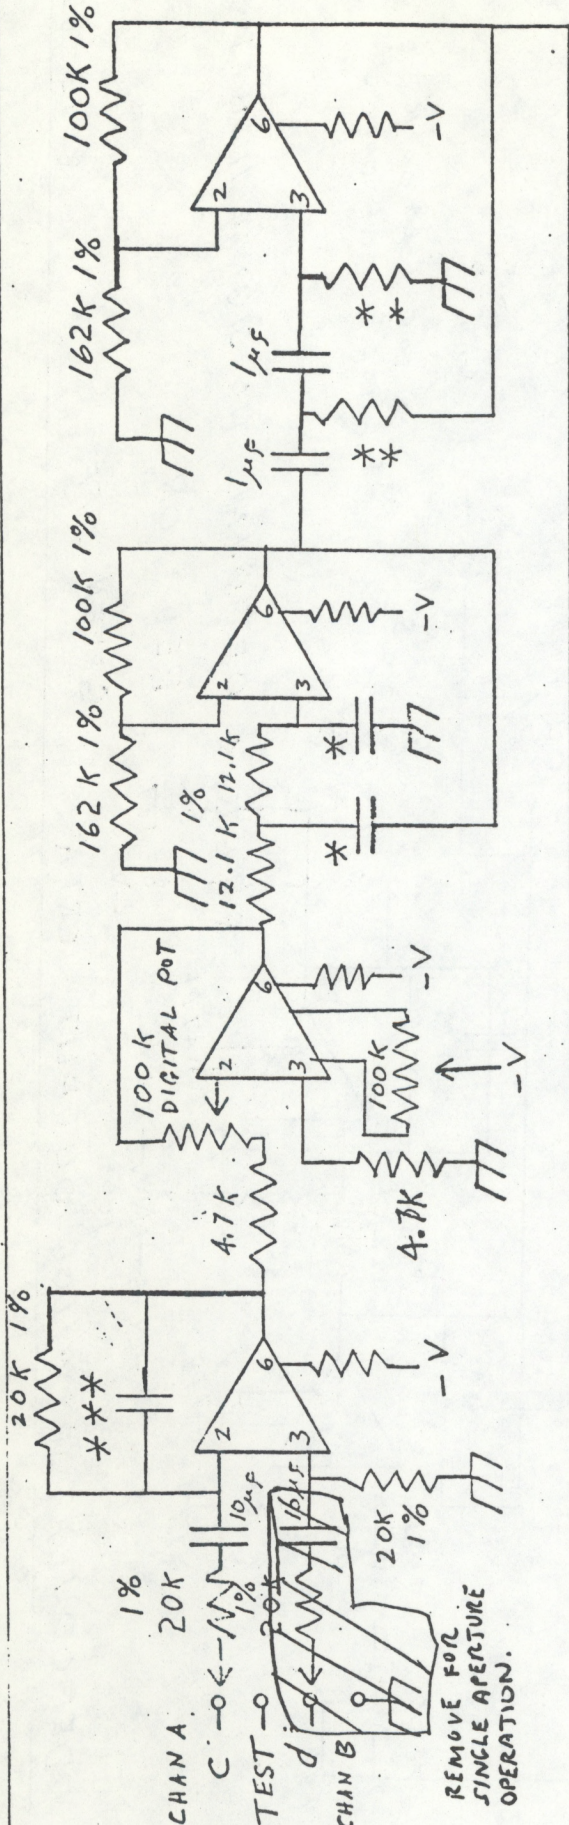 CHAN A
C
TEST
d
CHAN B
1%
20K
10µF
1%
20K
10µF
20K
1%
20K 1%
***
2
3
6
-V
REMOVE FOR
SINGLE APERTURE
OPERATION.
4.7K
100K
DIGITAL POT
4.7K
2
3
6
-V
100K
-V
162K 1%
100K 1%
12.1K 1%
12.1K
*
*
2
3
6
-V
1µF
1µF
**
**
162K 1%
100K 1%
2
3
6
-V